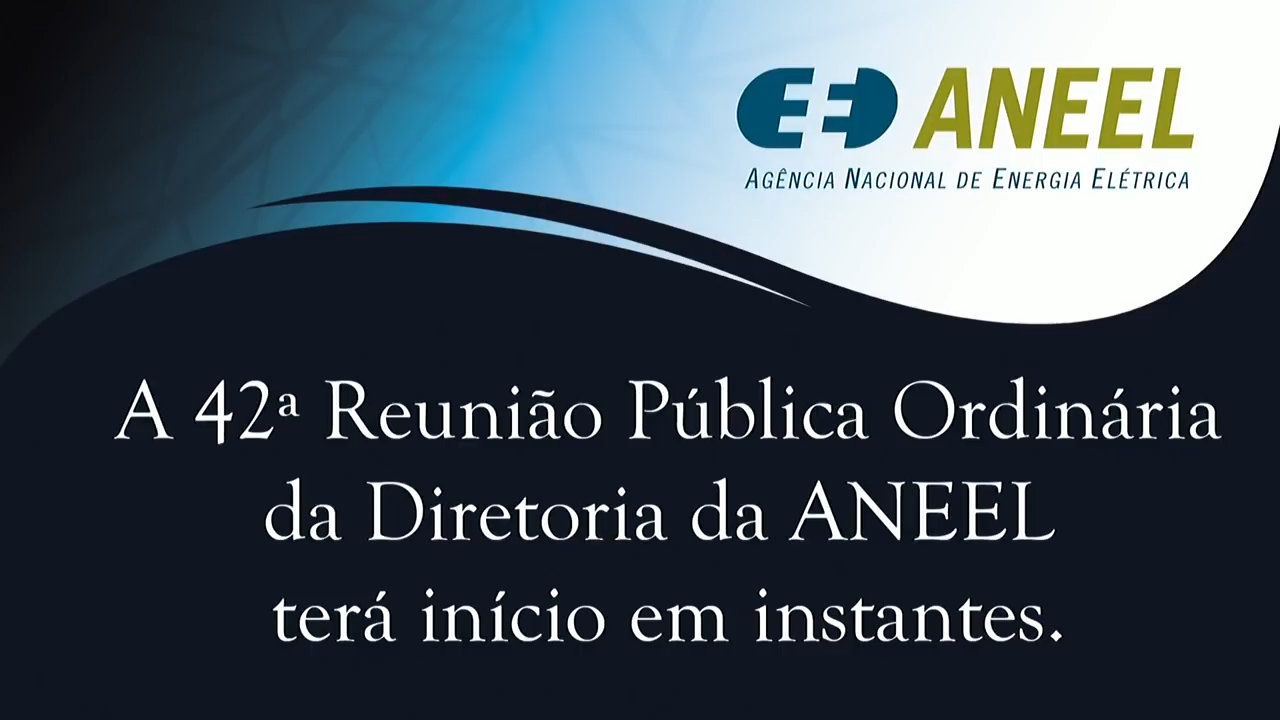 ANEEL
AGÊNCIA NACIONAL DE ENERGIA ELÉTRICA
A 42ª Reunião Pública Ordinária
da Diretoria da ANEEL
terá início em instantes.